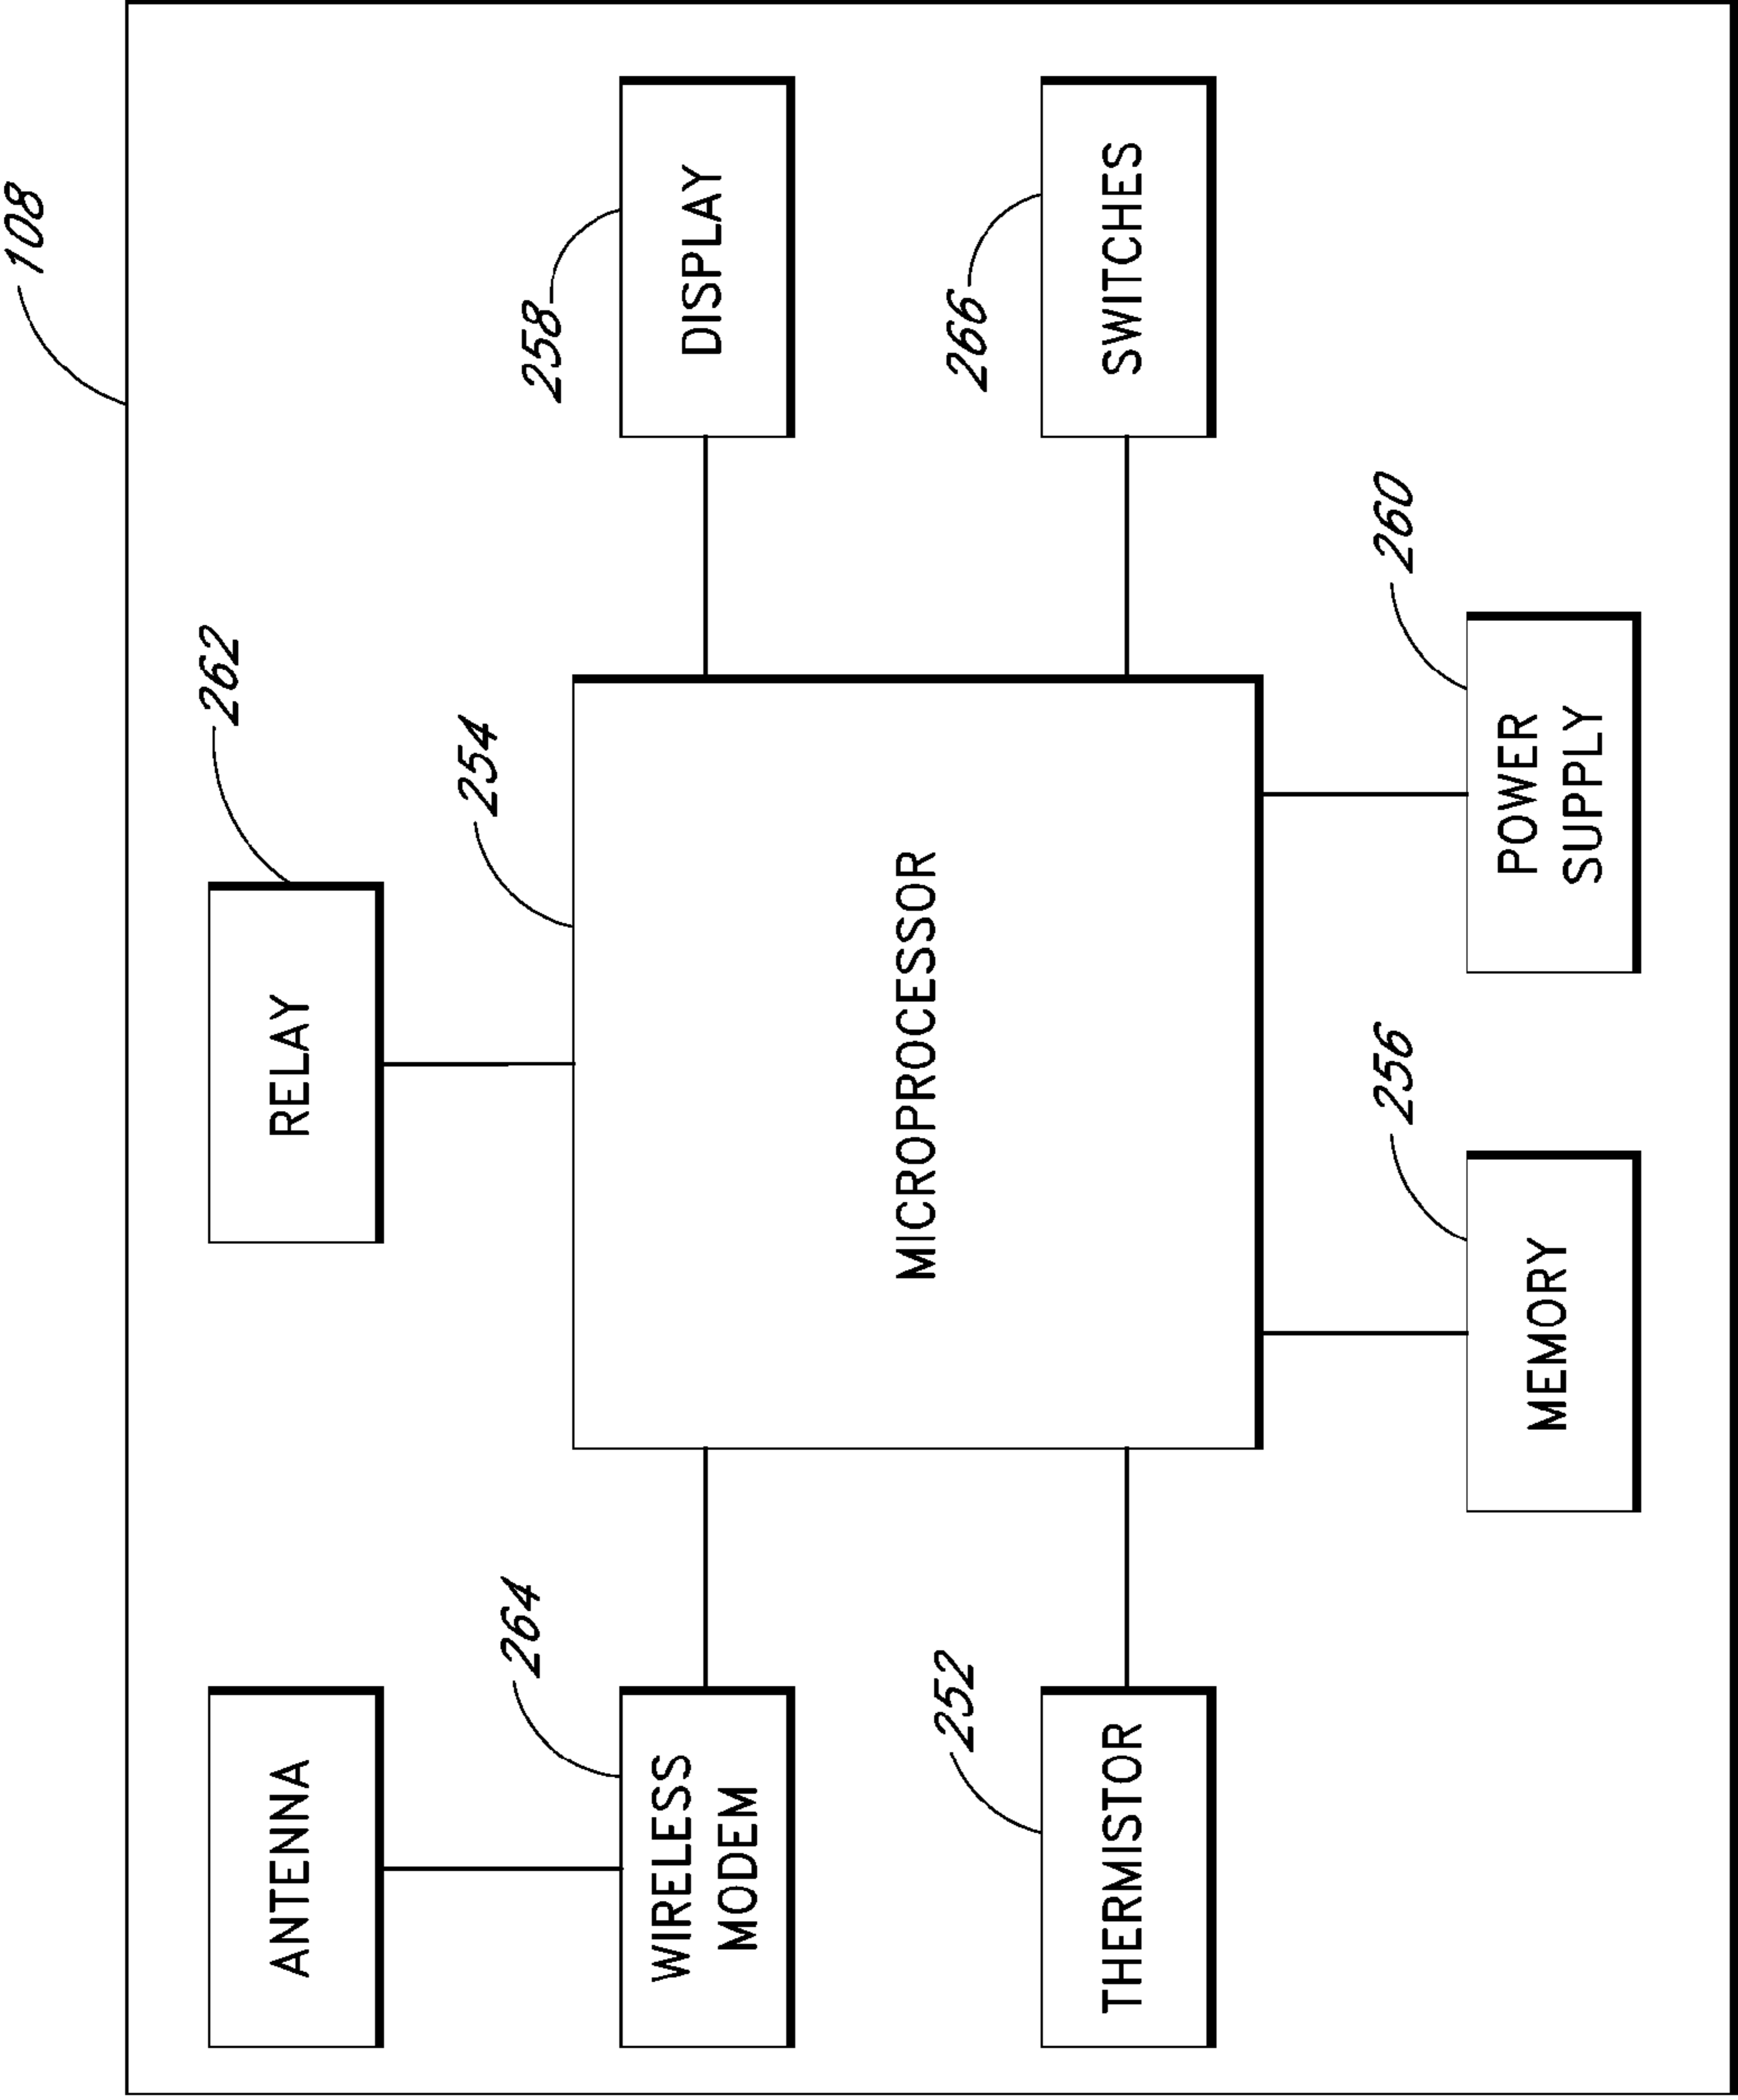 108
ANTENNA
RELAY
262
264
WIRELESS
MODEM
254
258
DISPLAY
MICROPROCESSOR
252
THERMISTOR
266
SWITCHES
256
MEMORY
260
POWER
SUPPLY